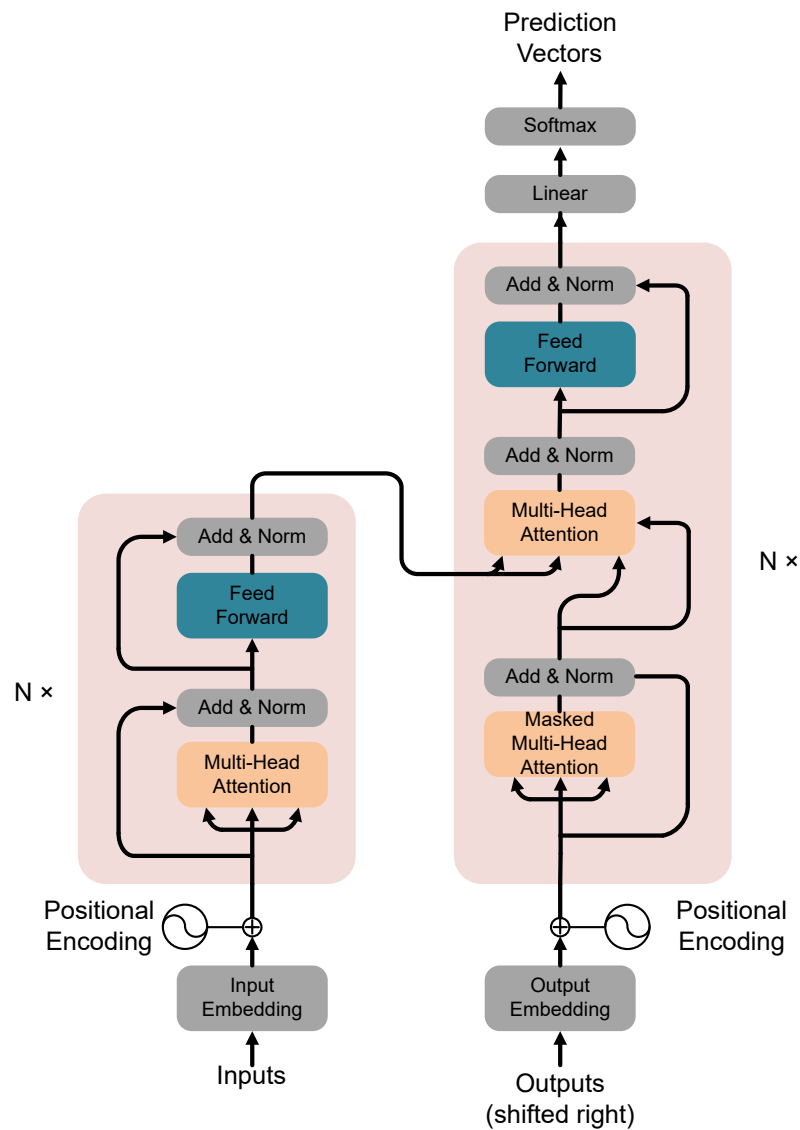 Prediction
Vectors
Softmax
Linear
Add & Norm
Feed
Forward
Add & Norm
Multi-Head
Attention
N ×
Add & Norm
Masked
Multi-Head
Attention
Positional
Encoding
Output
Embedding
Outputs
(shifted right)
Add & Norm
Feed
Forward
N ×
Add & Norm
Multi-Head
Attention
Positional
Encoding
Input
Embedding
Inputs